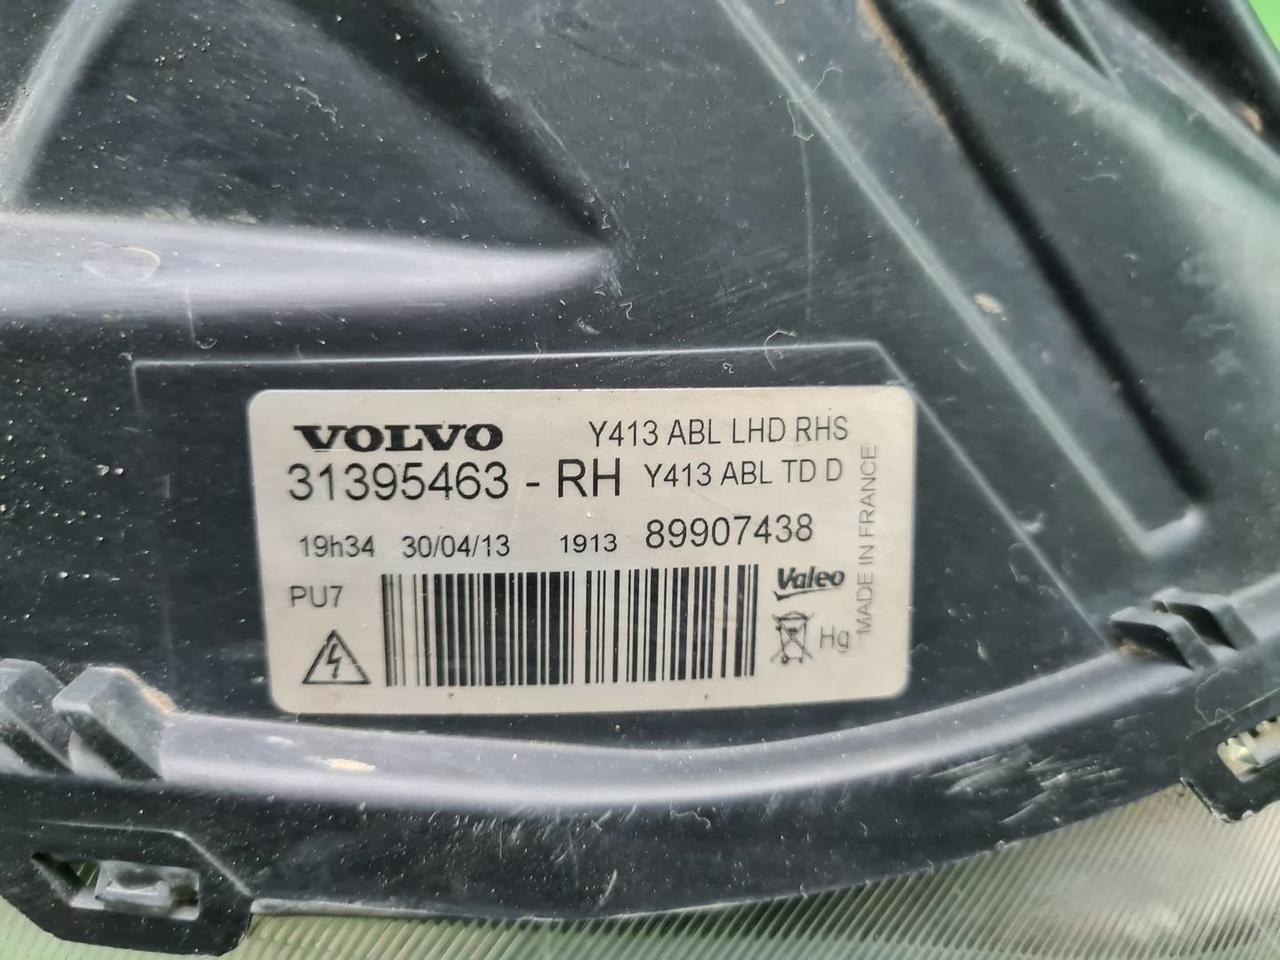 VOLVO Y413 ABL LHD RHS
31395463 - RH Y413 ABL TD D
19h34 30/04/13 1913 89907438
PU7
Valeo
Hg
MADE IN FRANCE